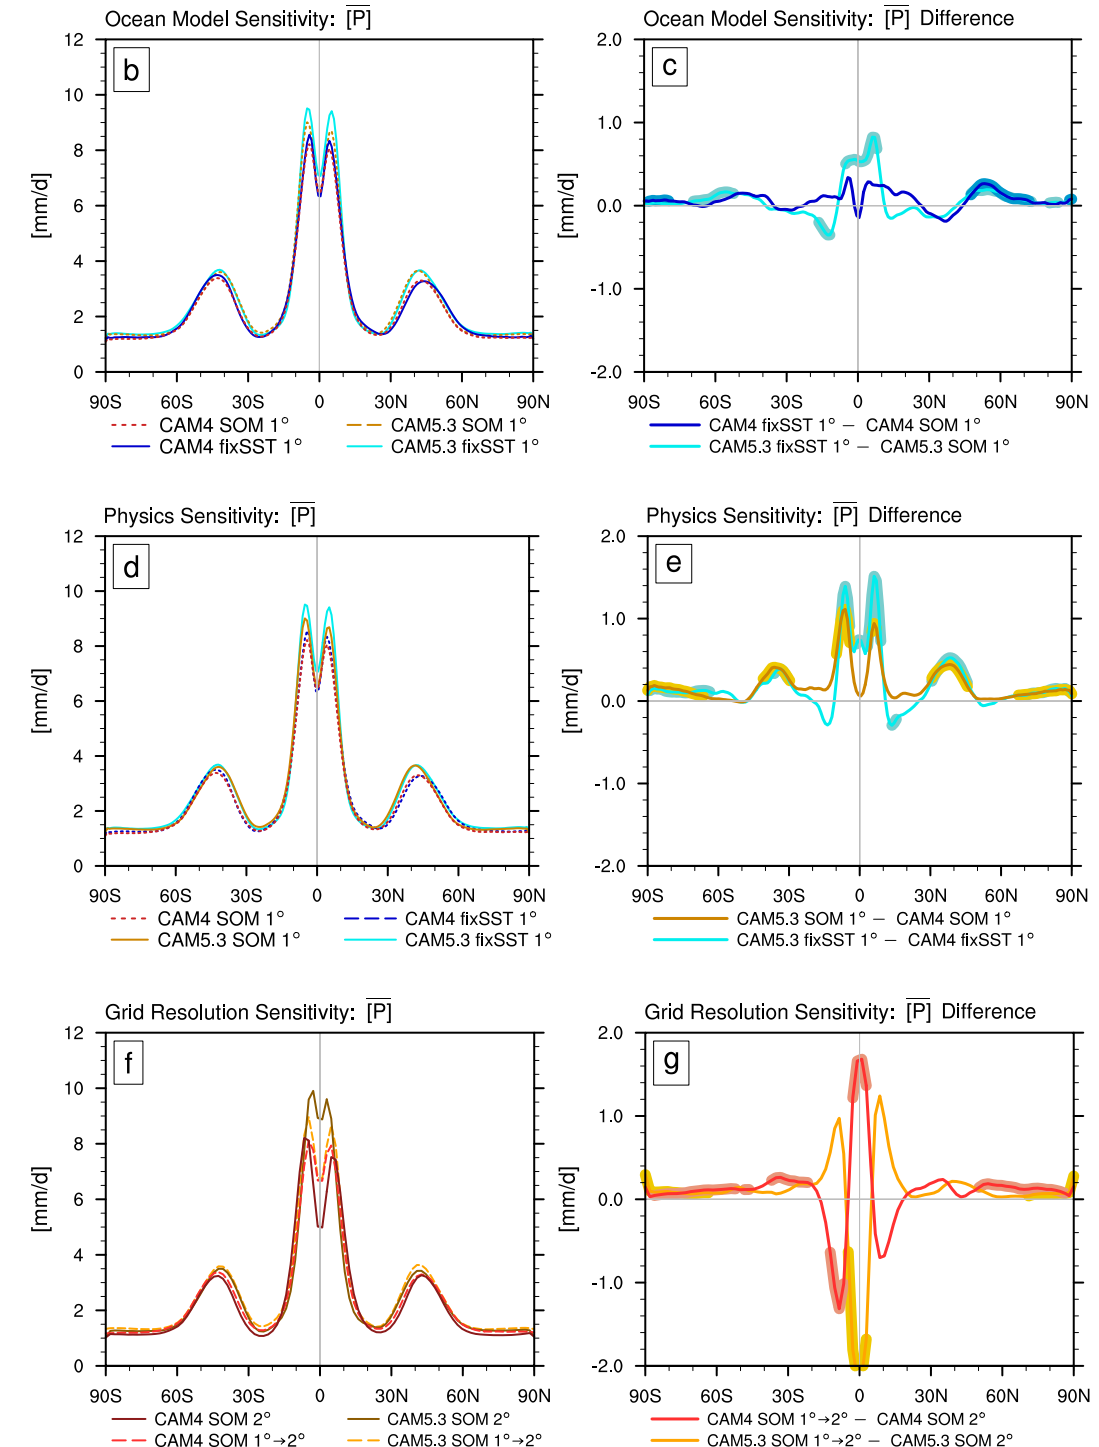 Ocean Model Sensitivity: [P]
b
12
10
8
6
4
2
0
[mm/d]
90S 60S 30S 0 30N 60N 90N
CAM4 SOM 1° CAM5.3 SOM 1°
CAM4 fixSST 1° CAM5.3 fixSST 1°
Ocean Model Sensitivity: [P] Difference
c
2.0
1.0
0.0
-1.0
-2.0
[mm/d]
90S 60S 30S 0 30N 60N 90N
CAM4 fixSST 1° − CAM4 SOM 1°
CAM5.3 fixSST 1° − CAM5.3 SOM 1°
Physics Sensitivity: [P]
d
12
10
8
6
4
2
0
[mm/d]
90S 60S 30S 0 30N 60N 90N
CAM4 SOM 1° CAM4 fixSST 1°
CAM5.3 SOM 1° CAM5.3 fixSST 1°
Physics Sensitivity: [P] Difference
e
2.0
1.0
0.0
-1.0
-2.0
[mm/d]
90S 60S 30S 0 30N 60N 90N
CAM5.3 SOM 1° − CAM4 SOM 1°
CAM5.3 fixSST 1° − CAM4 fixSST 1°
Grid Resolution Sensitivity: [P]
f
12
10
8
6
4
2
0
[mm/d]
90S 60S 30S 0 30N 60N 90N
CAM4 SOM 2° CAM5.3 SOM 2°
CAM4 SOM 1°→2° CAM5.3 SOM 1°→2°
Grid Resolution Sensitivity: [P] Difference
g
2.0
1.0
0.0
-1.0
-2.0
[mm/d]
90S 60S 30S 0 30N 60N 90N
CAM4 SOM 1°→2° − CAM4 SOM 2°
CAM5.3 SOM 1°→2° − CAM5.3 SOM 2°